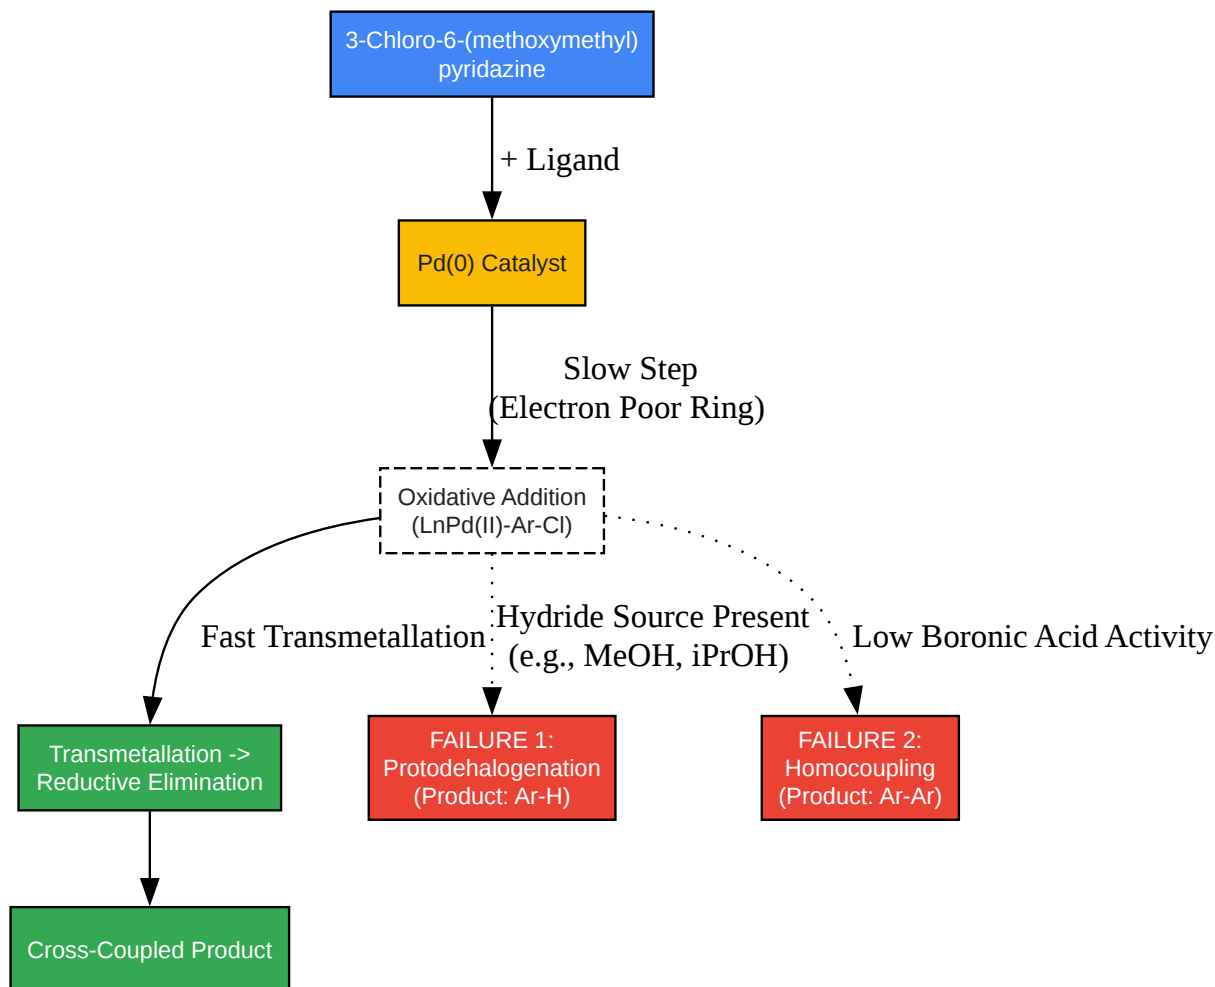 3-Chloro-6-(methoxymethyl)
pyridazine
+ Ligand
Pd(0) Catalyst
Slow Step
(Electron Poor Ring)
Oxidative Addition
(LnPd(II)-Ar-Cl)
Fast Transmetallation
Hydride Source Present
(e.g., MeOH, iPrOH)
Low Boronic Acid Activity
Transmetallation ->
Reductive Elimination
FAILURE 1:
Protodehalogenation
(Product: Ar-H)
FAILURE 2:
Homocoupling
(Product: Ar-Ar)
Cross-Coupled Product